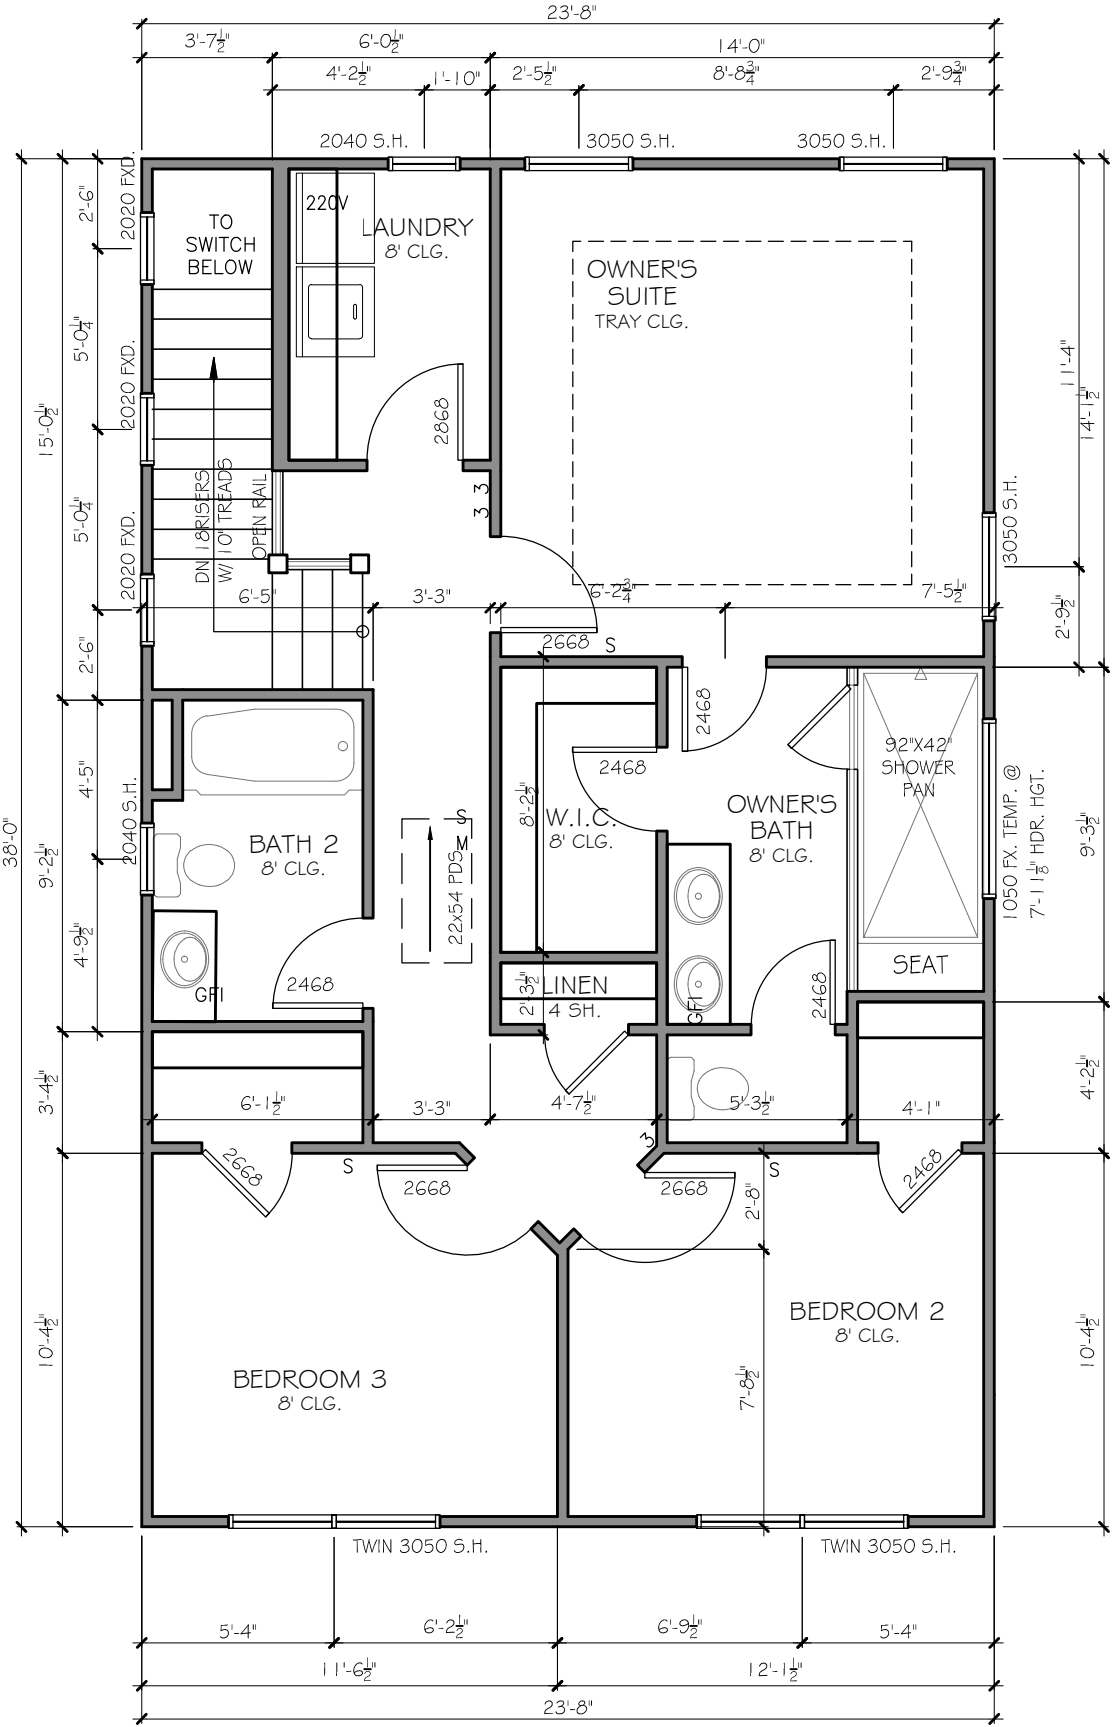 23'-8"
3'-7½" 6'-0½" 14'-0"
4'-2½" 1'-10" 2'-5½" 8'-8¾" 2'-9¾"
2040 S.H. 3050 S.H. 3050 S.H.
2020 FXD.
2'-6"
220V
TO
SWITCH
BELOW
LAUNDRY
8' CLG.
OWNER'S
SUITE
TRAY CLG.
5'-0¼"
2020 FXD.
11'-4"
14'-1½"
15'-0½"
2868
DN 18RISERS
W/ 10" TREADS
OPEN RAIL
3 3
3050 S.H.
5'-0¼"
2020 FXD.
6'-5" 3'-3" 6'-2¾" 7'-5½"
2'-9½"
2668 S
2'-6"
2468
92"X42"
SHOWER
PAN
2468
4'-5"
2040 S.H.
8'-2½"
W.I.C.
8' CLG.
OWNER'S
BATH
8' CLG.
1050 FX. TEMP. @
7'-11⅛" HDR. HGT.
9'-3½"
38'-0"
9'-2½"
BATH 2
8' CLG.
S
M
22x54 PDS
4'-9½"
GFI
2468
2'-3½"
LINEN
4 SH.
GFI
2468
SEAT
3'-4½"
4'-2½"
6'-1½" 3'-3" 4'-7½" 5'-3½" 4'-1"
3
2668 S 2668 2668 S 2468
2'-8"
10'-4½"
BEDROOM 2
8' CLG.
10'-4½"
BEDROOM 3
8' CLG.
7'-8½"
TWIN 3050 S.H. TWIN 3050 S.H.
5'-4" 6'-2½" 6'-9½" 5'-4"
11'-6½" 12'-1½"
23'-8"